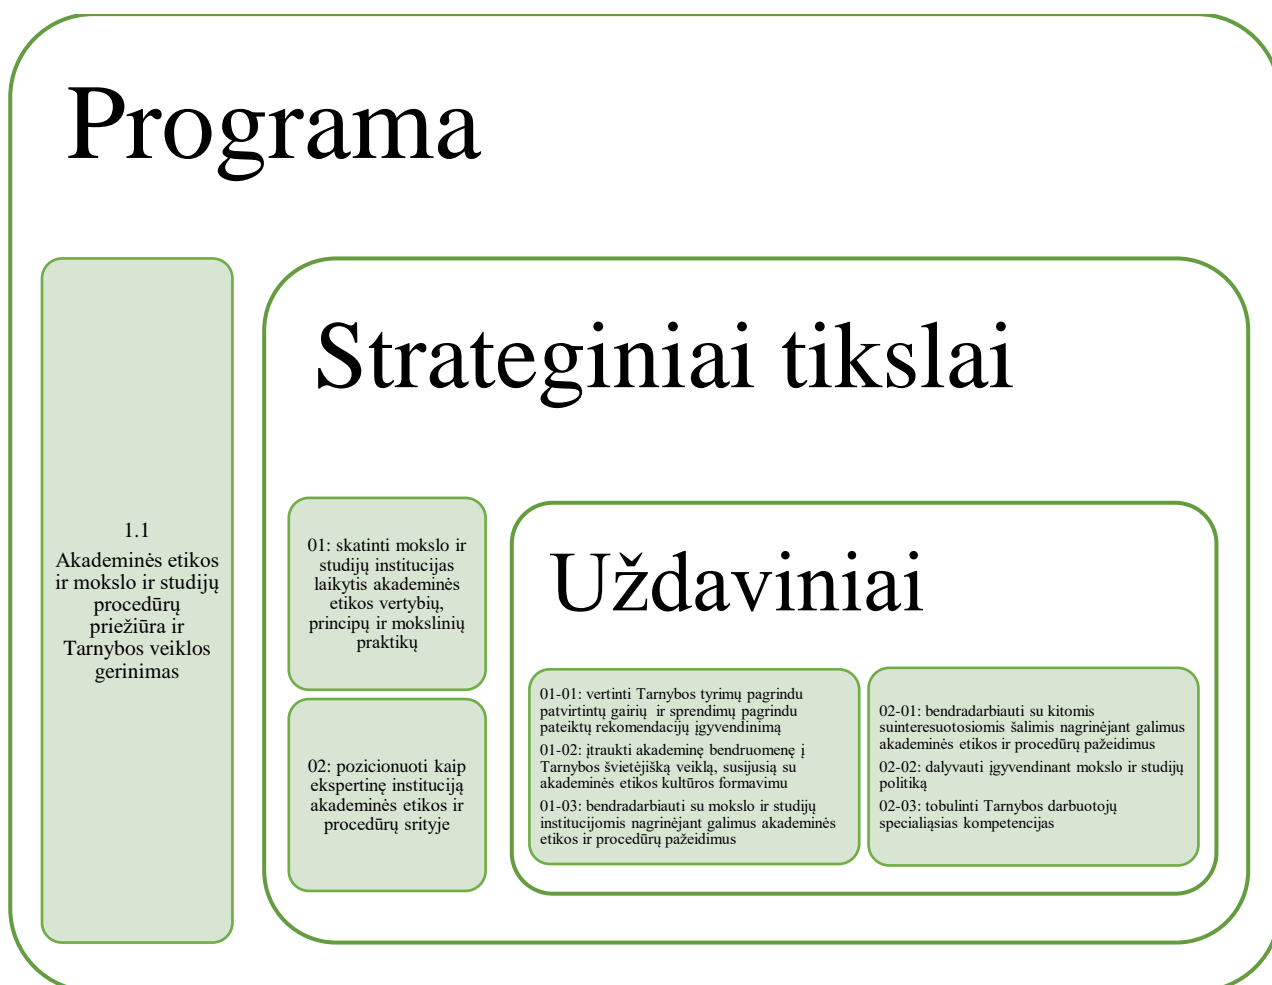 Programa
1.1
Akademinės etikos
ir mokslo ir studijų
procedūrų
priežiūra ir
Tarnybos veiklos
gerinimas
Strateginiai tikslai
01: skatinti mokslo ir
studijų institucijas
laikytis akademinės
etikos vertybių,
principų ir mokslinių
praktikų
02: pozicionuoti kaip
ekspertinę instituciją
akademinės etikos ir
procedūrų srityje
Uždaviniai
01-01: vertinti Tarnybos tyrimų pagrindu
patvirtintų gairių  ir sprendimų pagrindu
pateiktų rekomendacijų įgyvendinimą
01-02: įtraukti akademinę bendruomenę į
Tarnybos švietėjišką veiklą, susijusią su
akademinės etikos kultūros formavimu
01-03: bendradarbiauti su mokslo ir studijų
institucijomis nagrinėjant galimus akademinės
etikos ir procedūrų pažeidimus
02-01: bendradarbiauti su kitomis
suinteresuotosiomis šalimis nagrinėjant galimus
akademinės etikos ir procedūrų pažeidimus
02-02: dalyvauti įgyvendinant mokslo ir studijų
politiką
02-03: tobulinti Tarnybos darbuotojų
specialiąsias kompetencijas